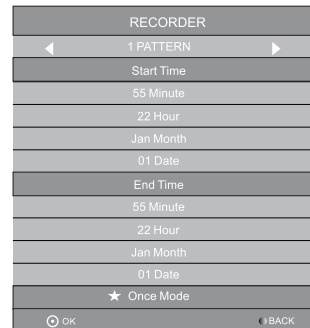 RECORDER
1 PATTERN
Start Time
55 Minute
22 Hour
Jan Month
01 Date
End Time
55 Minute
22 Hour
Jan Month
01 Date
Once Mode
OK BACK